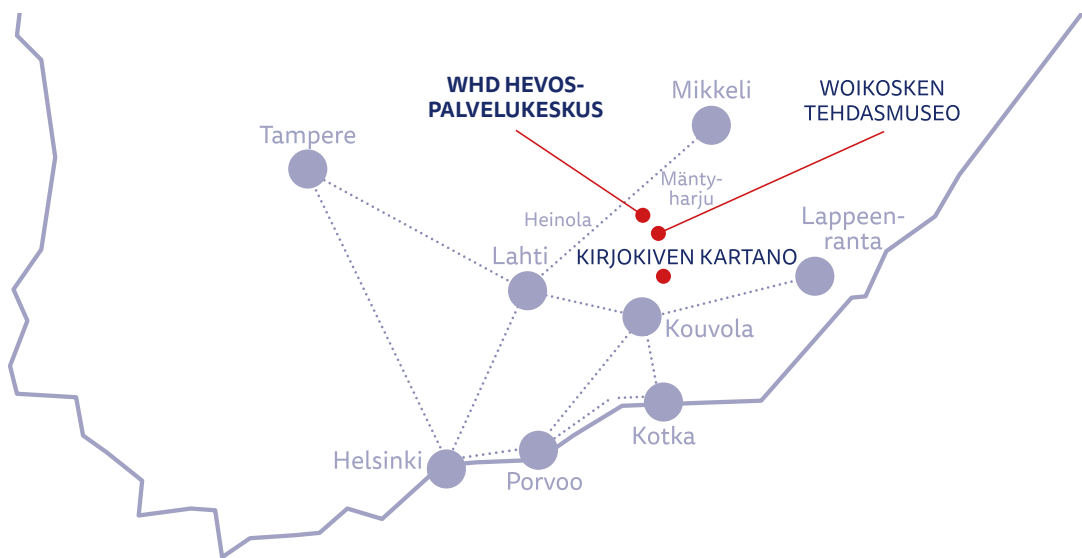 WHD HEVOS-
PALVELUKESKUS
Mikkeli
WOIKOSKEN
TEHDASMUSEO
Tampere
Mänty-
harju
Heinola
Lappeen-
ranta
Lahti
KIRJOKIVEN KARTANO
Kouvola
Kotka
Helsinki
Porvoo